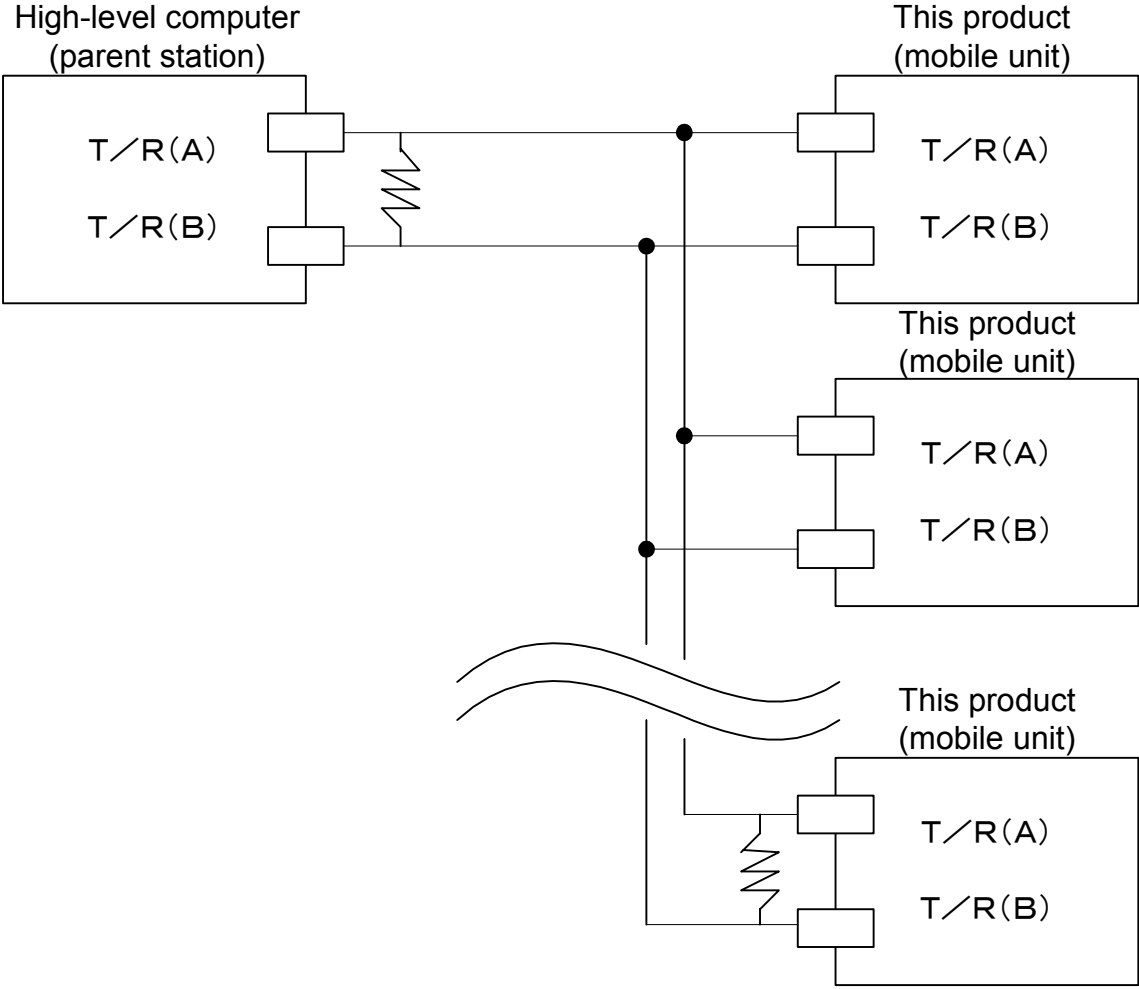 High-level computer
(parent station)
T／R(A)
T／R(B)
This product
(mobile unit)
T／R(A)
T／R(B)
This product
(mobile unit)
T／R(A)
T／R(B)
This product
(mobile unit)
T／R(A)
T／R(B)